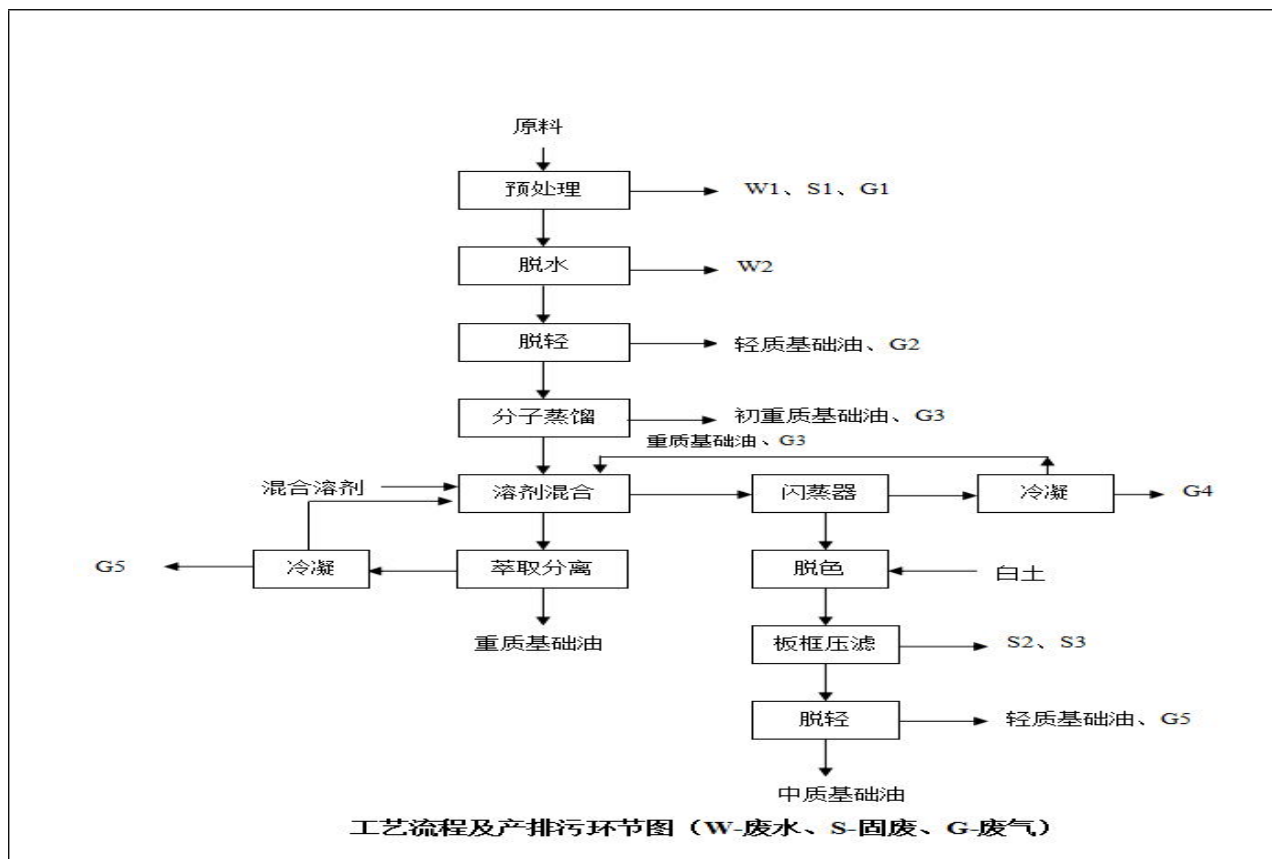 原料
预处理
W1、S1、G1
脱水
W2
脱轻
轻质基础油、G2
分子蒸馏
初重质基础油、G3
重质基础油、G3
混合溶剂
溶剂混合
闪蒸器
冷凝
G4
G5
冷凝
萃取分离
脱色
白土
重质基础油
板框压滤
S2、S3
脱轻
轻质基础油、G5
中质基础油
工艺流程及产排污环节图（W-废水、S-固废、G-废气）